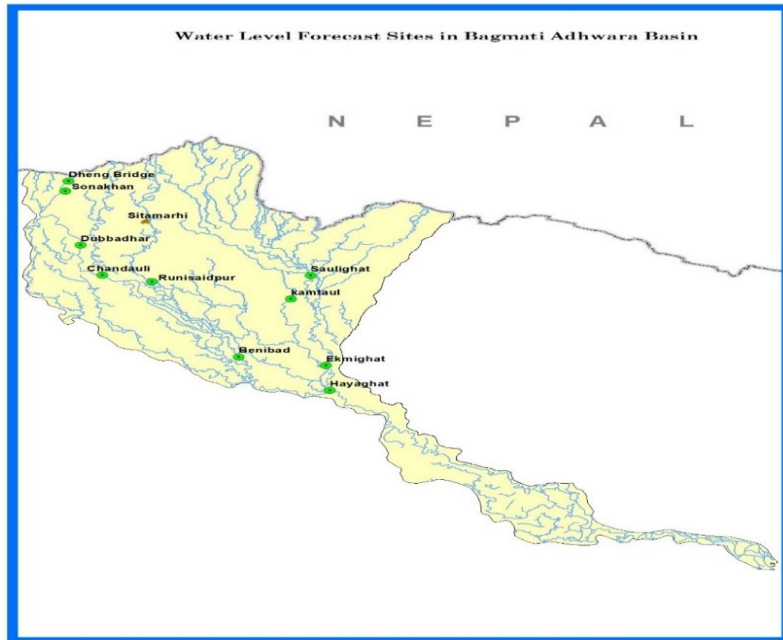 Water Level Forecast Sites in Bagmati Adhwara Basin
N E P A L
Dheng Bridge
Sonakhan
Sitamarhi
Dubbadhar
Chandauli
Runisaidpur
Saulighat
kamtaul
Benibad
Ekmighat
Hayaghat